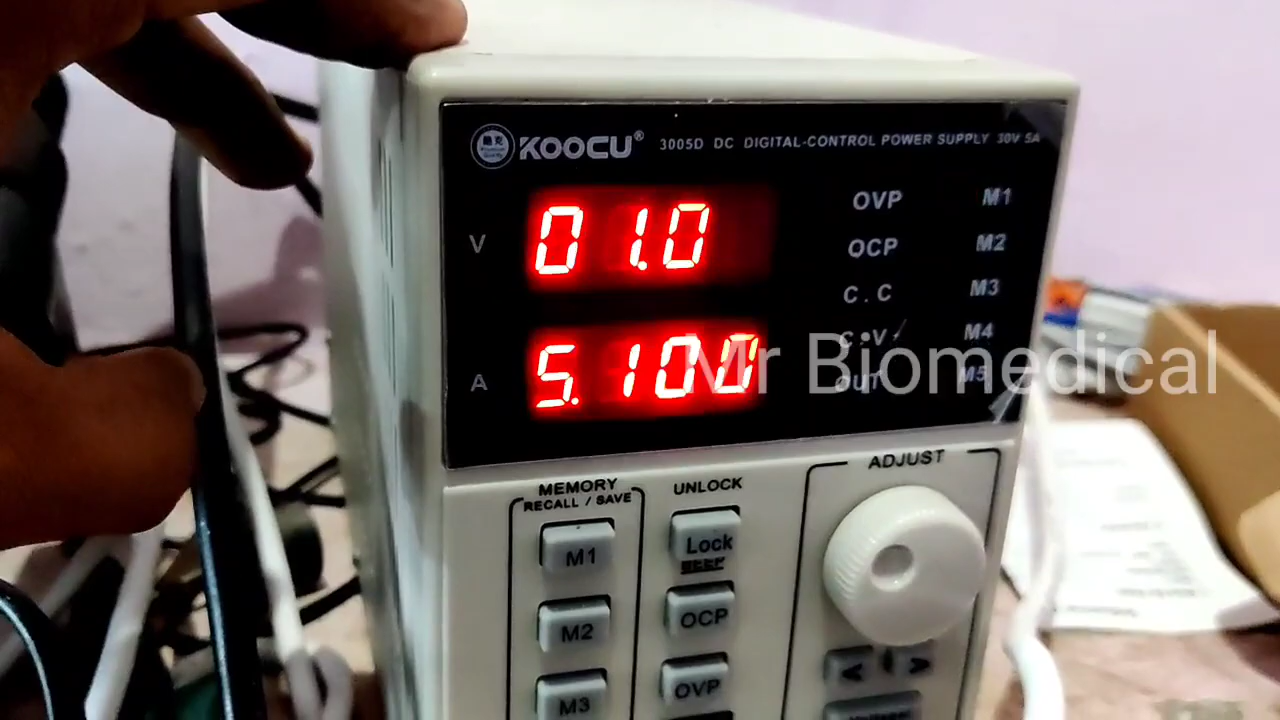 KOOCU® 3005D DC DIGITAL-CONTROL POWER SUPPLY 30V 5A
V 01.0
A 5.100
OVP M1
OCP M2
C.C M3
C.V M4
OUT M5
Mr Biomedical
MEMORY
RECALL / SAVE
UNLOCK
ADJUST
M1
Lock
BEEP
M2
OCP
M3
OVP
< >